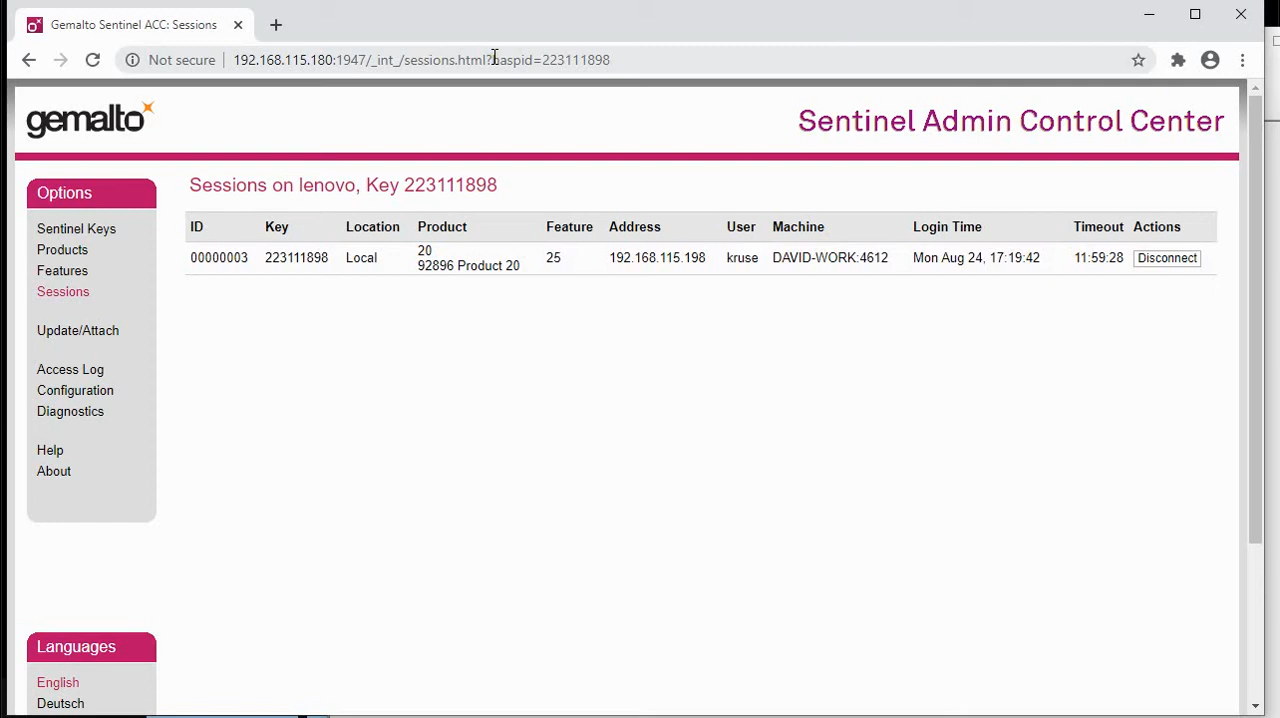 Gemalto Sentinel ACC: Sessions
Not secure 192.168.115.180:1947/_int_/sessions.html?haspid=223111898
gemalto
Sentinel Admin Control Center
Options
Sentinel Keys
Products
Features
Sessions
Update/Attach
Access Log
Configuration
Diagnostics
Help
About
Languages
English
Deutsch
Sessions on lenovo, Key 223111898
ID Key Location Product Feature Address User Machine Login Time Timeout Actions
00000003 223111898 Local 20 25 192.168.115.198 kruse DAVID-WORK:4612 Mon Aug 24, 17:19:42 11:59:28 Disconnect
92896 Product 20